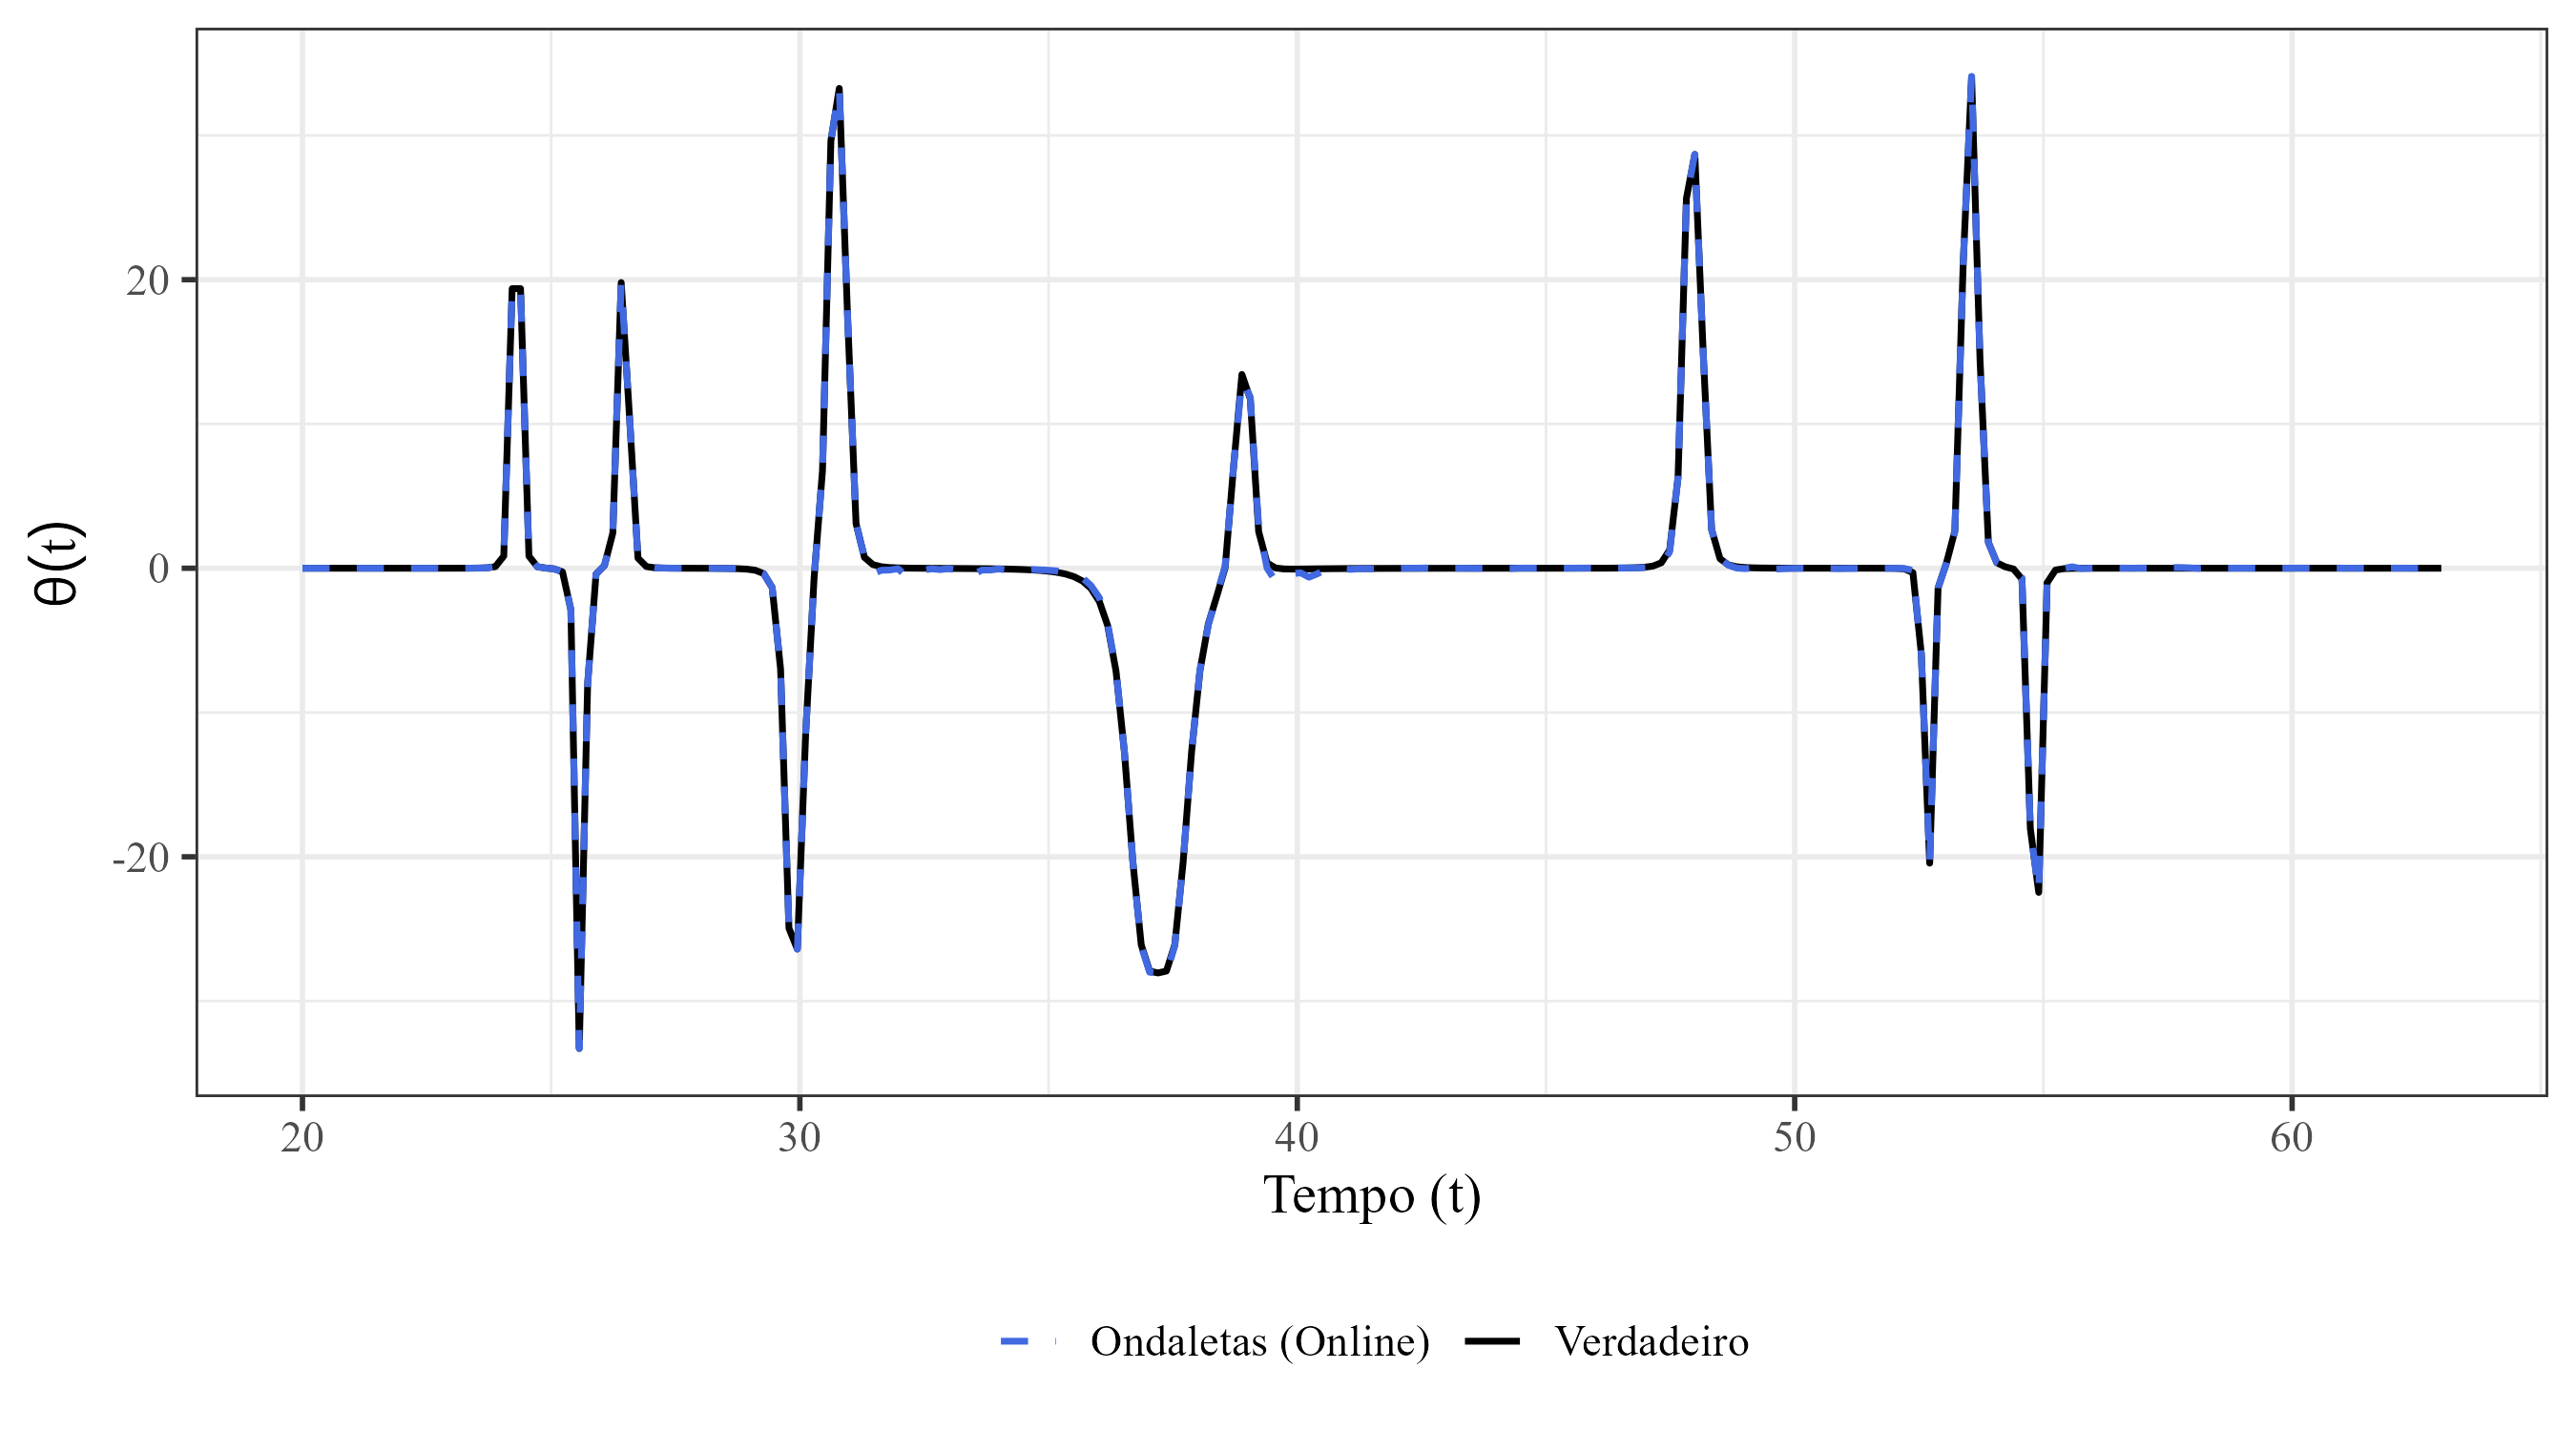 20
0
-20
θ(t)
20 30 40 50 60
Tempo (t)
Ondaletas (Online) Verdadeiro